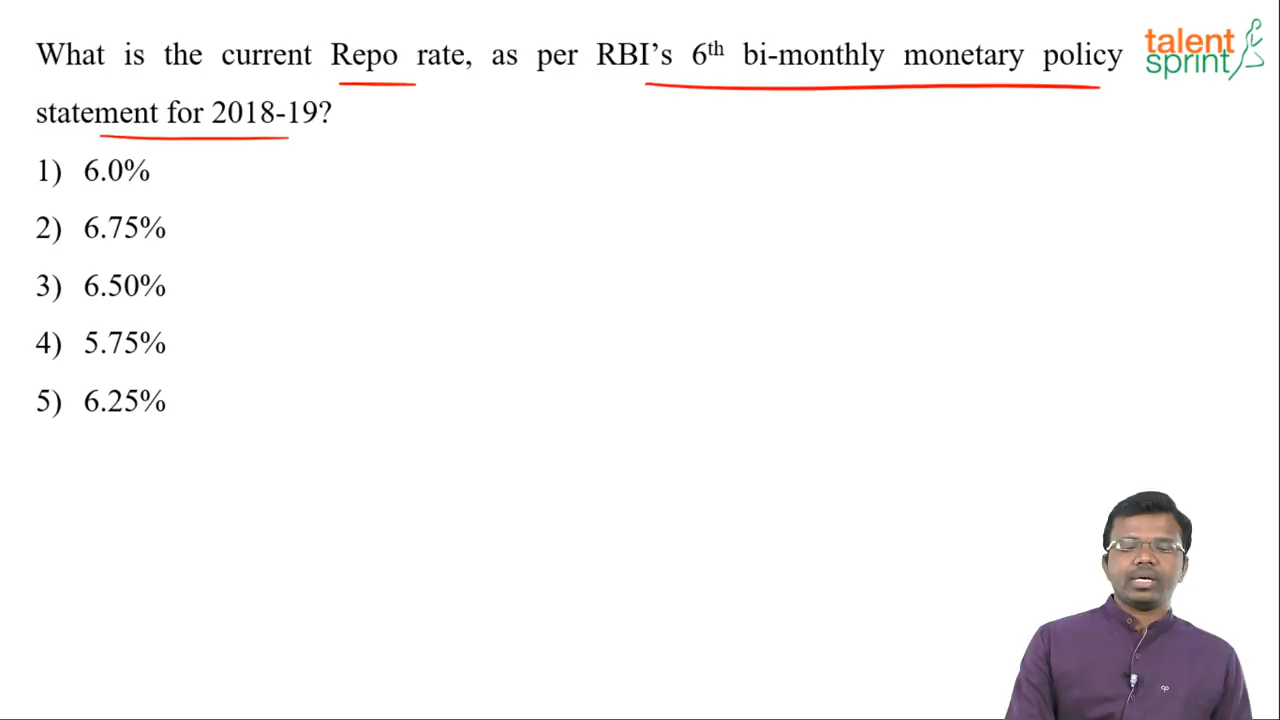 What is the current Repo rate, as per RBI’s 6th bi-monthly monetary policy
statement for 2018-19?
1) 6.0%
2) 6.75%
3) 6.50%
4) 5.75%
5) 6.25%
talent
sprint